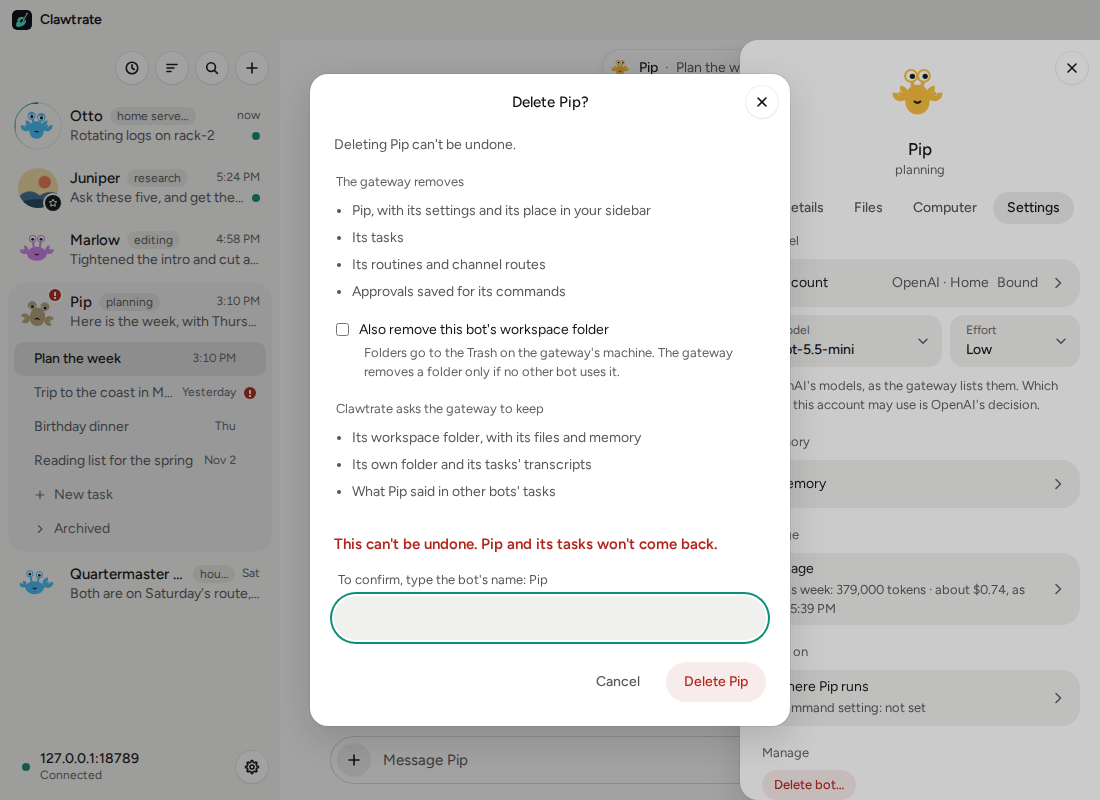 Clawtrate
Otto home serve... now
Rotating logs on rack-2
Juniper research 5:24 PM
Ask these five, and get the...
Marlow editing 4:58 PM
Tightened the intro and cut a...
Pip planning 3:10 PM
Here is the week, with Thurs...
Plan the week 3:10 PM
Trip to the coast in M... Yesterday
Birthday dinner Thu
Reading list for the spring Nov 2
+ New task
Archived
Quartermaster ... hou... Sat
Both are on Saturday's route,...
127.0.0.1:18789
Connected
Pip · Plan the w
Message Pip
Delete Pip?
Deleting Pip can't be undone.
The gateway removes
• Pip, with its settings and its place in your sidebar
• Its tasks
• Its routines and channel routes
• Approvals saved for its commands
Also remove this bot's workspace folder
Folders go to the Trash on the gateway's machine. The gateway
removes a folder only if no other bot uses it.
Clawtrate asks the gateway to keep
• Its workspace folder, with its files and memory
• Its own folder and its tasks' transcripts
• What Pip said in other bots' tasks
This can't be undone. Pip and its tasks won't come back.
To confirm, type the bot's name: Pip
Cancel Delete Pip
Pip
planning
etails Files Computer Settings
el
count OpenAI · Home Bound
odel Effort
ot-5.5-mini Low
nAI's models, as the gateway lists them. Which
this account may use is OpenAI's decision.
ory
emory
ge
age
s week: 379,000 tokens · about $0.74, as
5:39 PM
on
here Pip runs
mmand setting: not set
Manage
Delete bot...